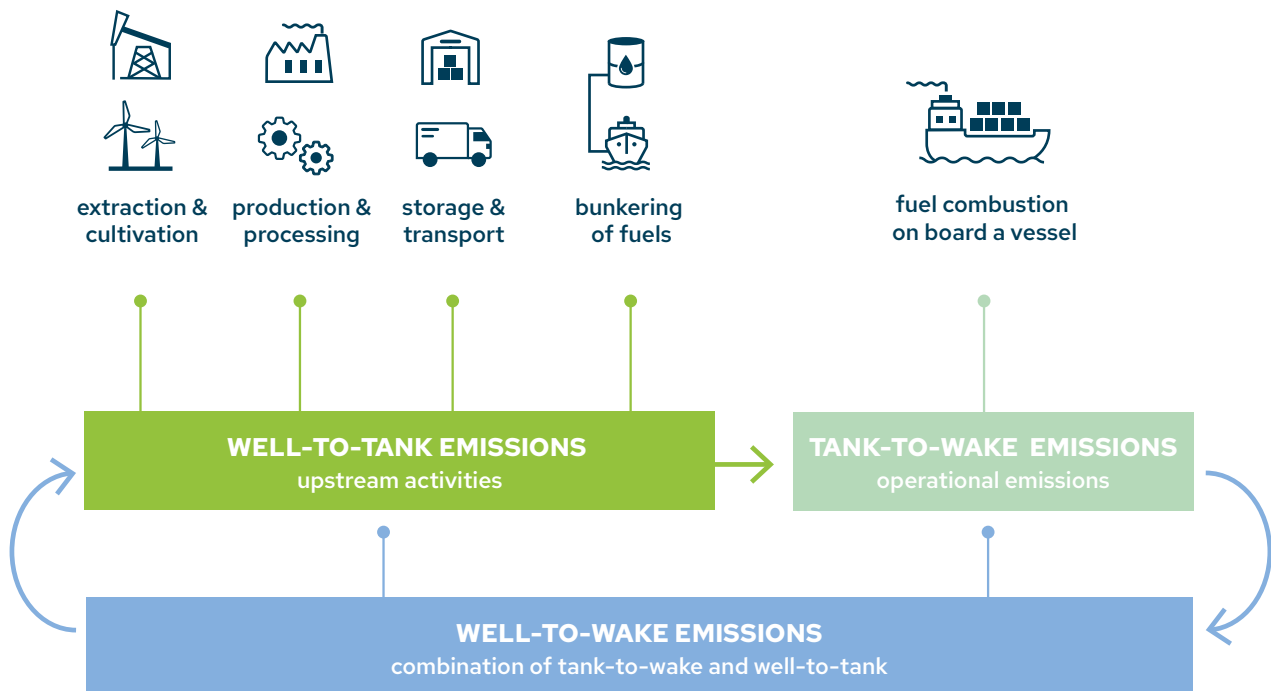 extraction &
cultivation
production &
processing
storage &
transport
bunkering
of fuels
fuel combustion
on board a vessel
WELL-TO-TANK EMISSIONS
upstream activities
TANK-TO-WAKE EMISSIONS
operational emissions
WELL-TO-WAKE EMISSIONS
combination of tank-to-wake and well-to-tank